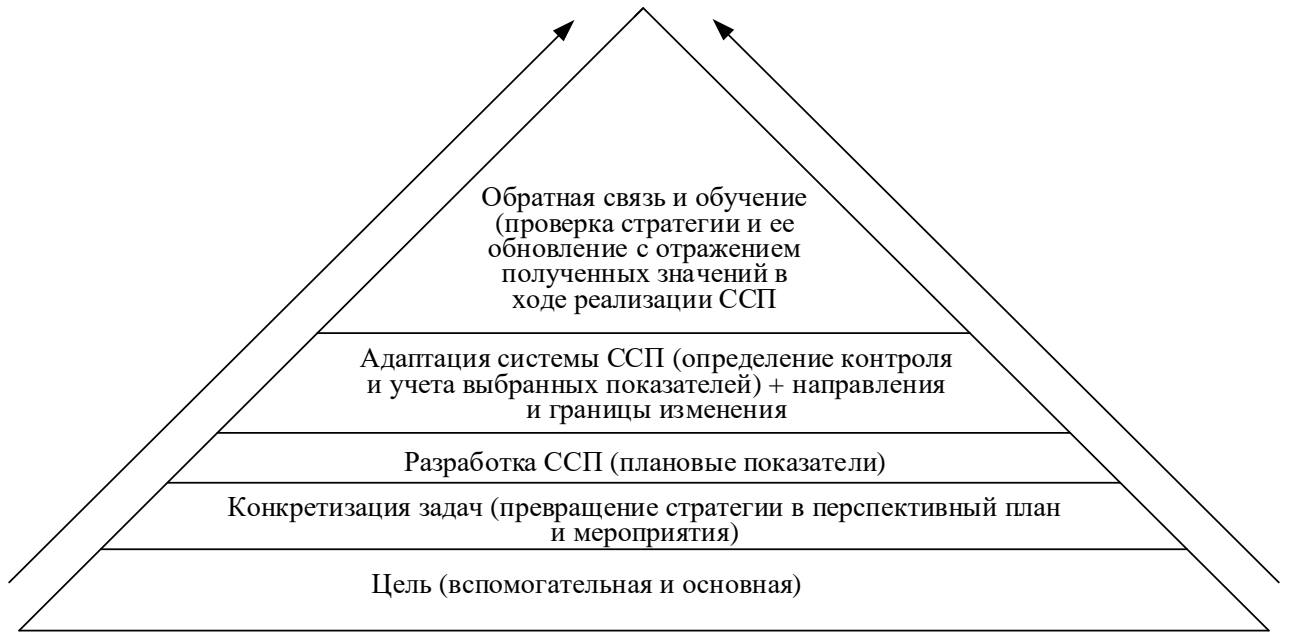 Обратная связь и обучение
(проверка стратегии и ее
обновление с отражением
полученных значений в
ходе реализации ССП
Адаптация системы ССП (определение контроля
и учета выбранных показателей) + направления
и границы изменения
Разработка ССП (плановые показатели)
Конкретизация задач (превращение стратегии в перспективный план
и мероприятия)
Цель (вспомогательная и основная)